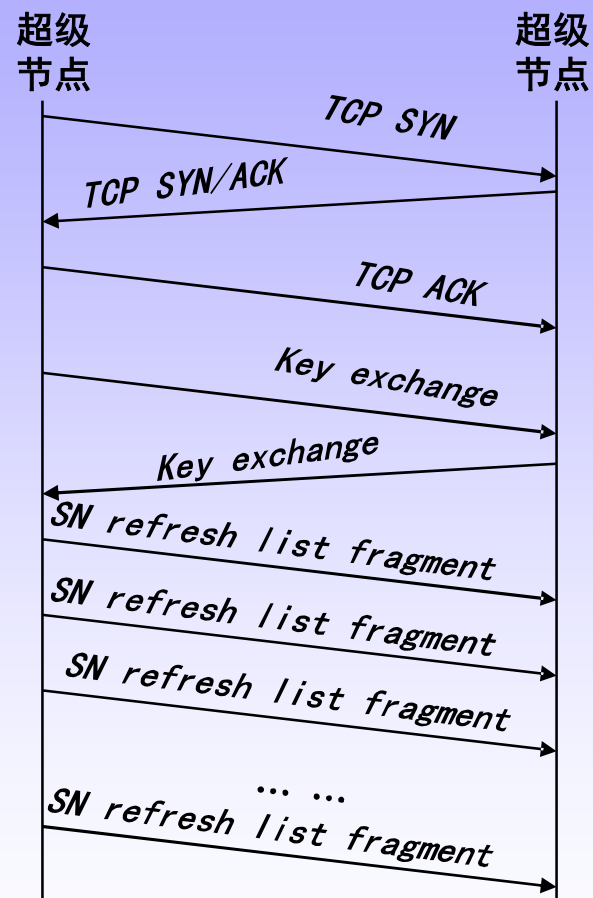 超级
节点
超级
节点
TCP SYN
TCP SYN/ACK
TCP ACK
Key exchange
Key exchange
SN refresh list fragment
SN refresh list fragment
SN refresh list fragment
… …
SN refresh list fragment